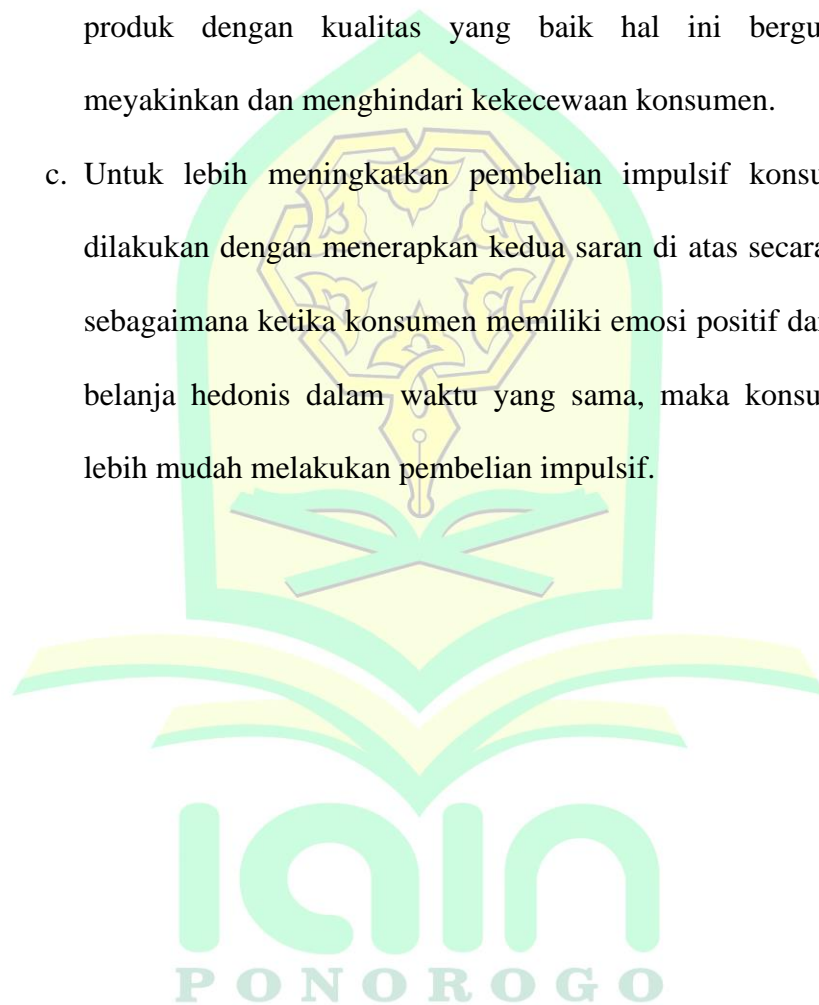 produk dengan kualitas yang baik hal ini bergu
meyakinkan dan menghindari kekecewaan konsumen.
c. Untuk lebih meningkatkan pembelian impulsif konsu
dilakukan dengan menerapkan kedua saran di atas secara
sebagaimana ketika konsumen memiliki emosi positif da
belanja hedonis dalam waktu yang sama, maka konsu
lebih mudah melakukan pembelian impulsif.
iain
PONOROGO